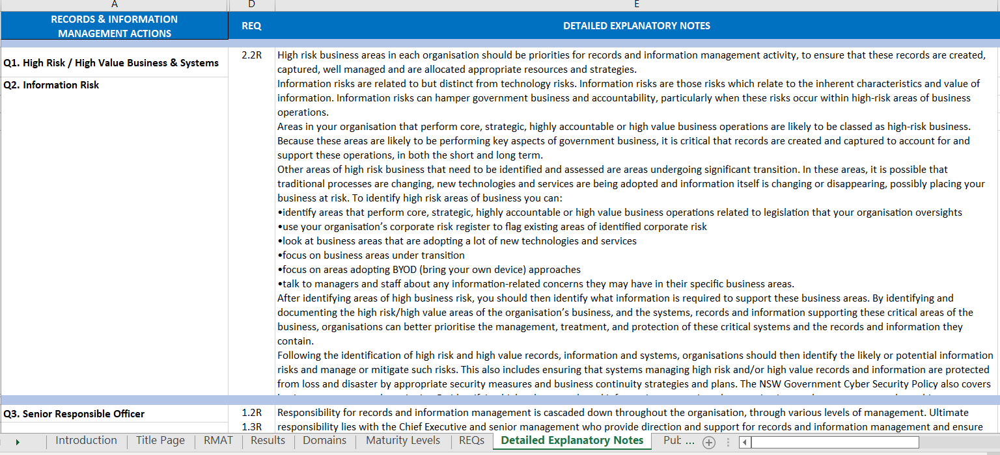 A D E
RECORDS & INFORMATION
MANAGEMENT ACTIONS
REQ
DETAILED EXPLANATORY NOTES
Q1. High Risk / High Value Business & Systems
Q2. Information Risk
2.2R
High risk business areas in each organisation should be priorities for records and information management activity, to ensure that these records are created,
captured, well managed and are allocated appropriate resources and strategies.
Information risks are related to but distinct from technology risks. Information risks are those risks which relate to the inherent characteristics and value of
information. Information risks can hamper government business and accountability, particularly when these risks occur within high-risk areas of business
operations.
Areas in your organisation that perform core, strategic, highly accountable or high value business operations are likely to be classed as high-risk business.
Because these areas are likely to be performing key aspects of government business, it is critical that records are created and captured to account for and
support these operations, in both the short and long term.
Other areas of high risk business that need to be identified and assessed are areas undergoing significant transition. In these areas, it is possible that
traditional processes are changing, new technologies and services are being adopted and information itself is changing or disappearing, possibly placing your
business at risk. To identify high risk areas of business you can:
•identify areas that perform core, strategic, highly accountable or high value business operations related to legislation that your organisation oversights
•use your organisation's corporate risk register to flag existing areas of identified corporate risk
•look at business areas that are adopting a lot of new technologies and services
•focus on business areas under transition
•focus on areas adopting BYOD (bring your own device) approaches
•talk to managers and staff about any information-related concerns they may have in their specific business areas.
After identifying areas of high business risk, you should then identify what information is required to support these business areas. By identifying and
documenting the high risk/high value areas of the organisation's business, and the systems, records and information supporting these critical areas of the
business, organisations can better prioritise the management, treatment, and protection of these critical systems and the records and information they
contain.
Following the identification of high risk and high value records, information and systems, organisations should then identify the likely or potential information
risks and manage or mitigate such risks. This also includes ensuring that systems managing high risk and/or high value records and information are protected
from loss and disaster by appropriate security measures and business continuity strategies and plans. The NSW Government Cyber Security Policy also covers
Q3. Senior Responsible Officer
1.2R
1.3R
Responsibility for records and information management is cascaded down throughout the organisation, through various levels of management. Ultimate
responsibility lies with the Chief Executive and senior management who provide direction and support for records and information management and ensure
Introduction Title Page RMAT Results Domains Maturity Levels REQs Detailed Explanatory Notes Pub ...